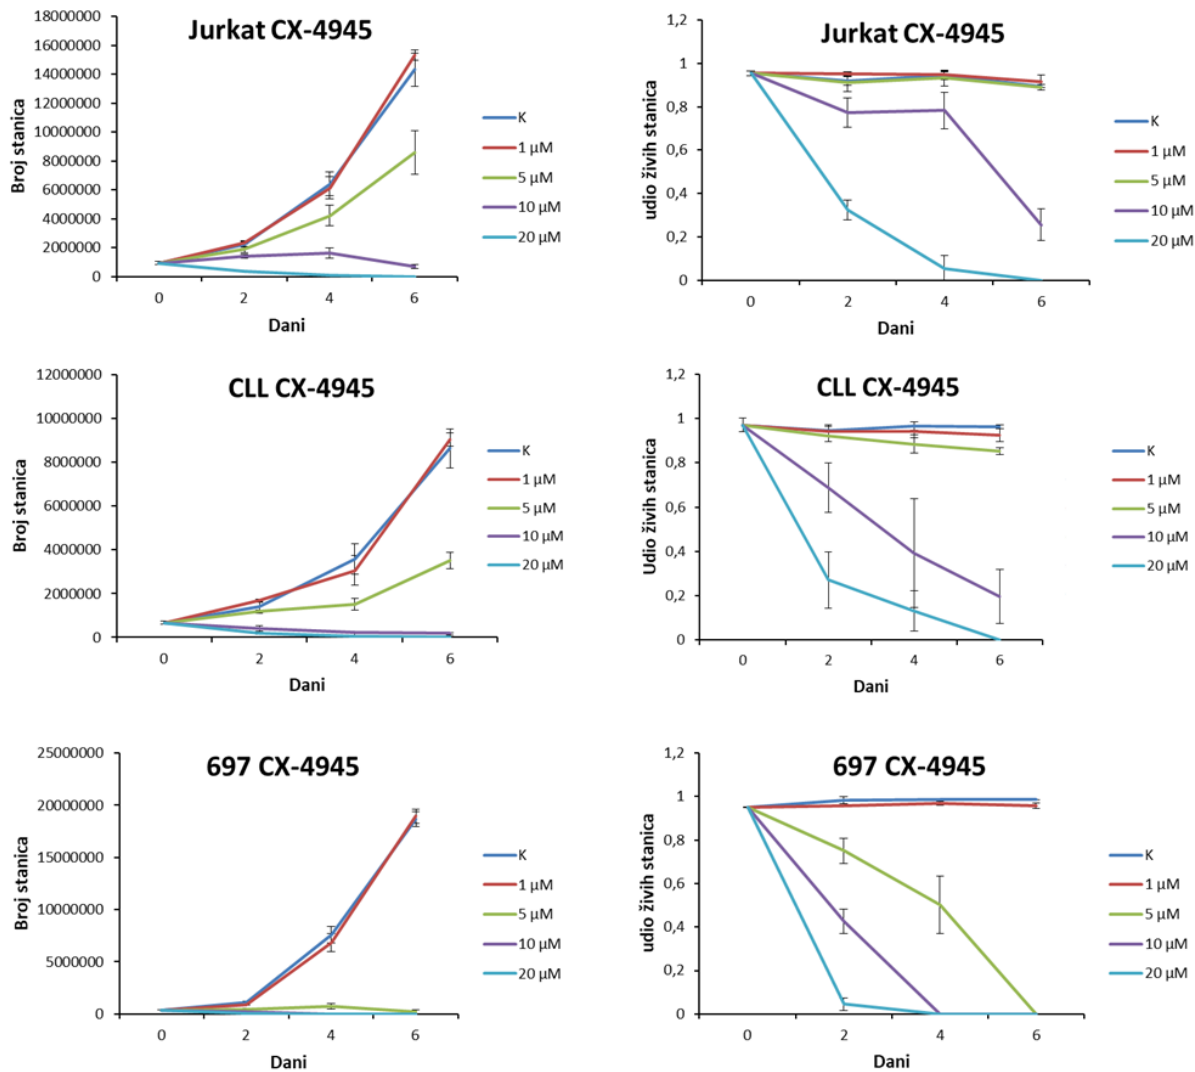 Jurkat CX-4945
Broj stanica
18000000
16000000
14000000
12000000
10000000
8000000
6000000
4000000
2000000
0
0 2 4 6
Dani
K
1 µM
5 µM
10 µM
20 µM
Jurkat CX-4945
udio živih stanica
1,2
1
0,8
0,6
0,4
0,2
0
0 2 4 6
Dani
K
1 µM
5 µM
10 µM
20 µM
CLL CX-4945
Broj stanica
12000000
10000000
8000000
6000000
4000000
2000000
0
0 2 4 6
Dani
K
1 µM
5 µM
10 µM
20 µM
CLL CX-4945
Udio živih stanica
1,2
1
0,8
0,6
0,4
0,2
0
0 2 4 6
Dani
K
1 µM
5 µM
10 µM
20 µM
697 CX-4945
Broj stanica
25000000
20000000
15000000
10000000
5000000
0
0 2 4 6
Dani
K
1 µM
5 µM
10 µM
20 µM
697 CX-4945
udio živih stanica
1,2
1
0,8
0,6
0,4
0,2
0
0 2 4 6
Dani
K
1 µM
5 µM
10 µM
20 µM